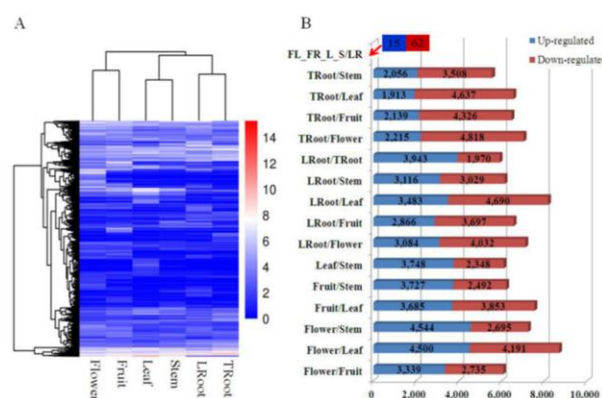 A
14
12
10
8
6
4
2
0
Flower
Fruit
Leaf
Stem
LRoot
TRoot
B
Up-regulated
Down-regulate
FL_FR_L_S/LR 15 62
TRoot/Stem 2,056 3,508
TRoot/Leaf 1,913 4,637
TRoot/Fruit 2,139 4,326
TRoot/Flower 2,215 4,818
LRoot/TRoot 3,943 1,970
LRoot/Stem 3,116 3,029
LRoot/Leaf 3,483 4,690
LRoot/Fruit 2,866 3,697
LRoot/Flower 3,084 4,032
Leaf/Stem 3,748 2,348
Fruit/Stem 3,727 2,492
Fruit/Leaf 3,685 3,853
Flower/Stem 4,544 2,695
Flower/Leaf 4,500 4,191
Flower/Fruit 3,339 2,735
0 2,000 4,000 6,000 8,000 10,000